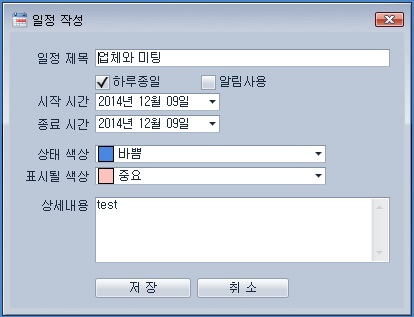 일정 작성
일정 제목 업체와 미팅
하루종일 알림사용
시작 시간 2014년 12월 09일
종료 시간 2014년 12월 09일
상태 색상 바쁨
표시될 색상 중요
상세내용 test
저 장 취 소